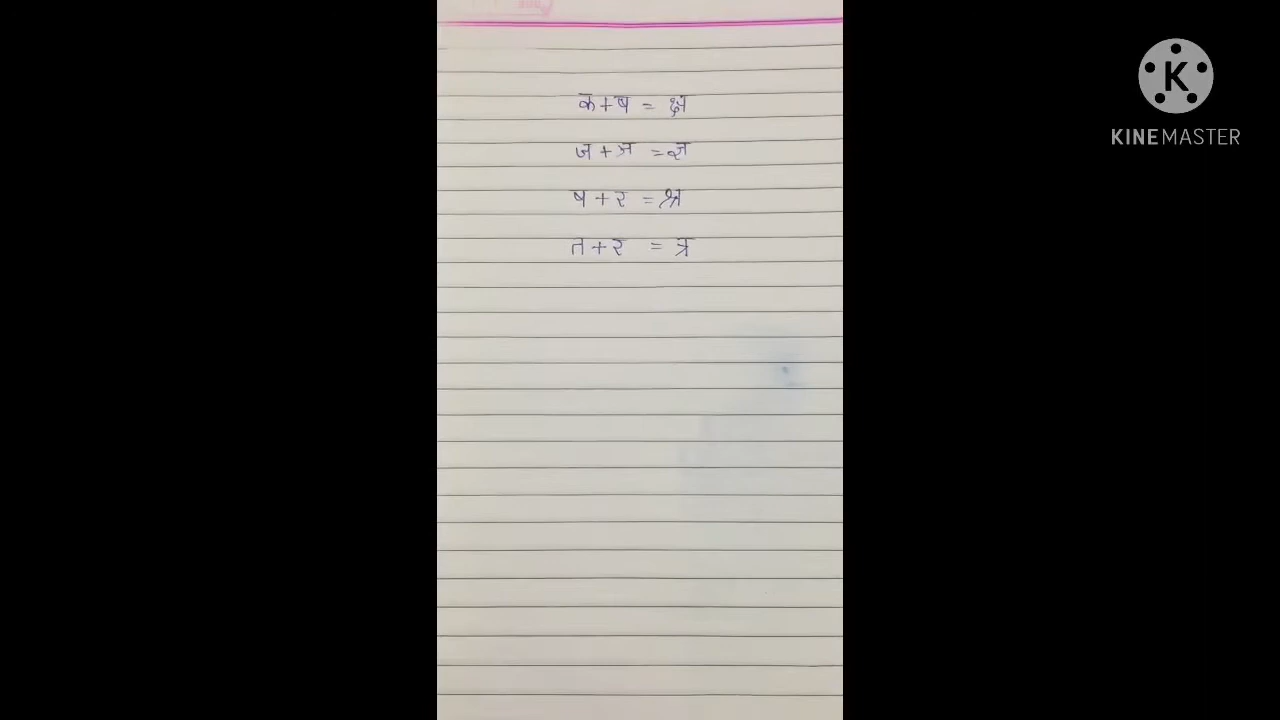 क + ष = क्ष
ज + ञ = ज्ञ
ष + र = श्र
त + र = त्र
KINEMASTER